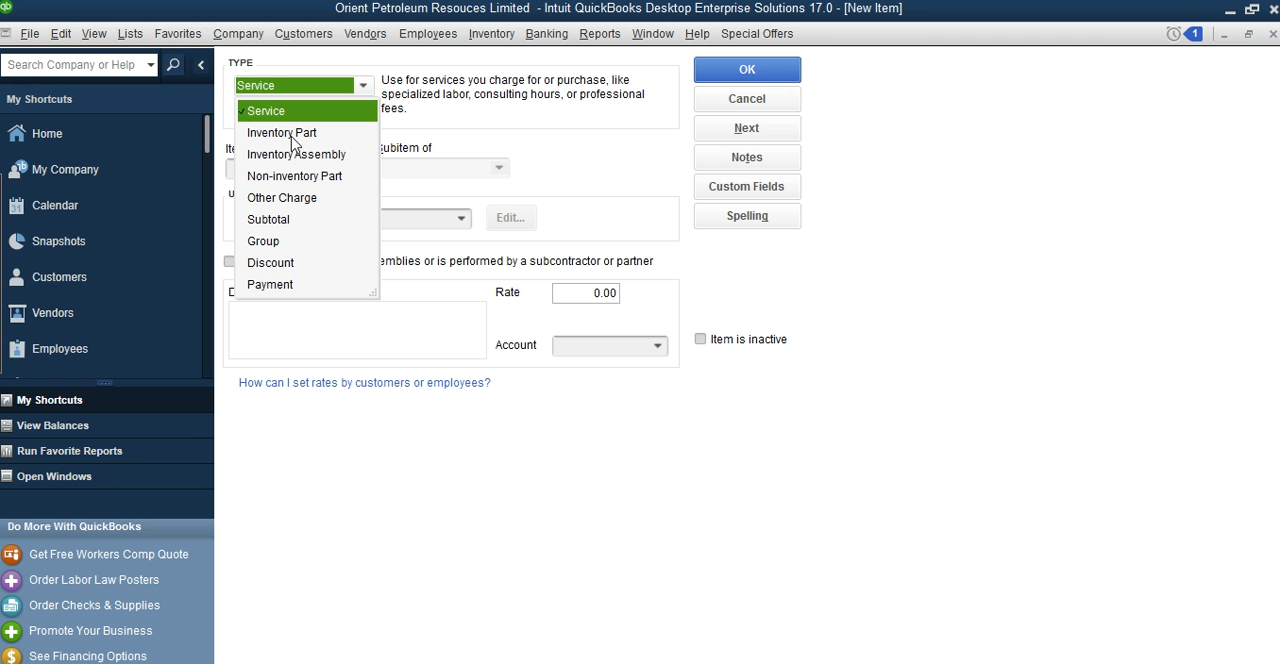 Orient Petroleum Resouces Limited - Intuit QuickBooks Desktop Enterprise Solutions 17.0 - [New Item]
File Edit View Lists Favorites Company Customers Vendors Employees Inventory Banking Reports Window Help Special Offers 1
Search Company or Help
My Shortcuts
Home
My Company
Calendar
Snapshots
Customers
Vendors
Employees
My Shortcuts
View Balances
Run Favorite Reports
Open Windows
Do More With QuickBooks
Get Free Workers Comp Quote
Order Labor Law Posters
Order Checks & Supplies
Promote Your Business
See Financing Options
TYPE
Service
Use for services you charge for or purchase, like
specialized labor, consulting hours, or professional
fees.
Service
Inventory Part
Inventory Assembly
Non-inventory Part
Other Charge
Subtotal
Group
Discount
Payment
ubitem of
Edit...
emblies or is performed by a subcontractor or partner
Rate 0.00
Account
How can I set rates by customers or employees?
OK
Cancel
Next
Notes
Custom Fields
Spelling
Item is inactive